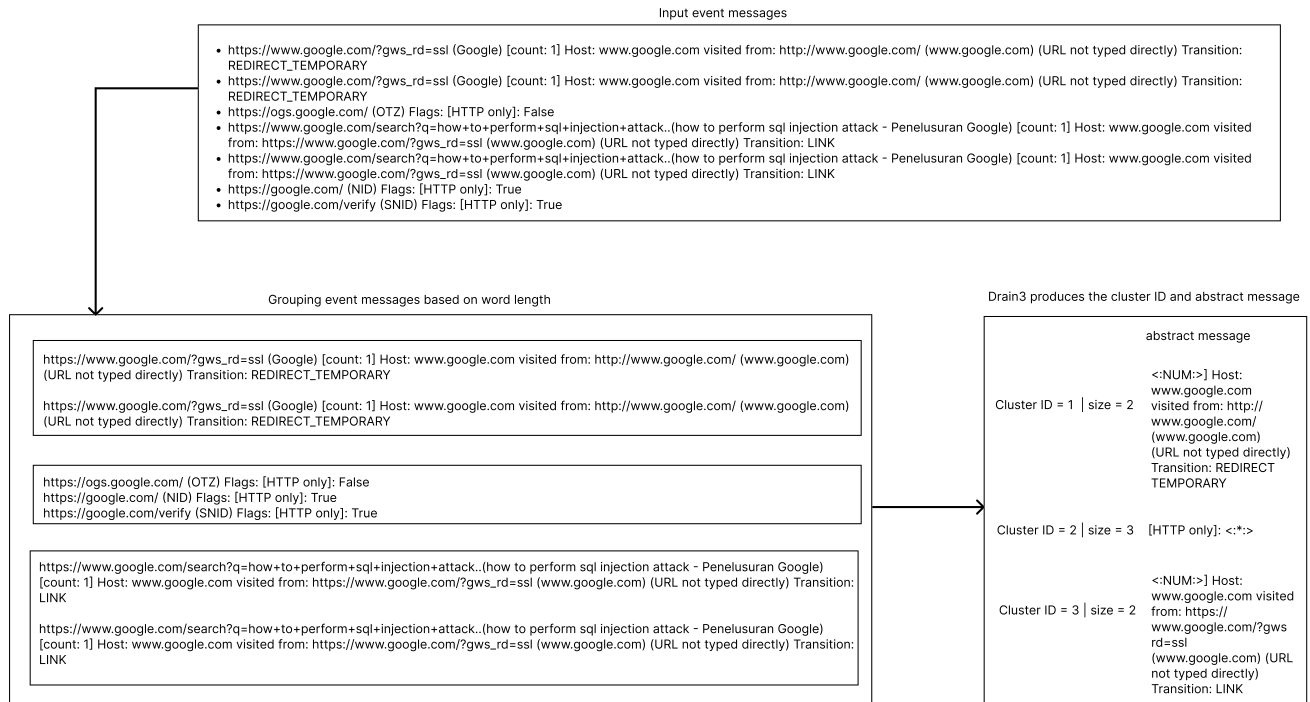 Input event messages
• https://www.google.com/?gws_rd=ssl (Google) [count: 1] Host: www.google.com visited from: http://www.google.com/ (www.google.com) (URL not typed directly) Transition:
REDIRECT_TEMPORARY
• https://www.google.com/?gws_rd=ssl (Google) [count: 1] Host: www.google.com visited from: http://www.google.com/ (www.google.com) (URL not typed directly) Transition:
REDIRECT_TEMPORARY
• https://ogs.google.com/ (OTZ) Flags: [HTTP only]: False
• https://www.google.com/search?q=how+to+perform+sql+injection+attack..(how to perform sql injection attack - Penelusuran Google) [count: 1] Host: www.google.com visited
from: https://www.google.com/?gws_rd=ssl (www.google.com) (URL not typed directly) Transition: LINK
• https://www.google.com/search?q=how+to+perform+sql+injection+attack..(how to perform sql injection attack - Penelusuran Google) [count: 1] Host: www.google.com visited
from: https://www.google.com/?gws_rd=ssl (www.google.com) (URL not typed directly) Transition: LINK
• https://google.com/ (NID) Flags: [HTTP only]: True
• https://google.com/verify (SNID) Flags: [HTTP only]: True
Grouping event messages based on word length
https://www.google.com/?gws_rd=ssl (Google) [count: 1] Host: www.google.com visited from: http://www.google.com/ (www.google.com)
(URL not typed directly) Transition: REDIRECT_TEMPORARY
https://www.google.com/?gws_rd=ssl (Google) [count: 1] Host: www.google.com visited from: http://www.google.com/ (www.google.com)
(URL not typed directly) Transition: REDIRECT_TEMPORARY
https://ogs.google.com/ (OTZ) Flags: [HTTP only]: False
https://google.com/ (NID) Flags: [HTTP only]: True
https://google.com/verify (SNID) Flags: [HTTP only]: True
https://www.google.com/search?q=how+to+perform+sql+injection+attack..(how to perform sql injection attack - Penelusuran Google)
[count: 1] Host: www.google.com visited from: https://www.google.com/?gws_rd=ssl (www.google.com) (URL not typed directly) Transition:
LINK
https://www.google.com/search?q=how+to+perform+sql+injection+attack..(how to perform sql injection attack - Penelusuran Google)
[count: 1] Host: www.google.com visited from: https://www.google.com/?gws_rd=ssl (www.google.com) (URL not typed directly) Transition:
LINK
Drain3 produces the cluster ID and abstract message
abstract message
Cluster ID = 1 | size = 2
<:NUM:>] Host:
www.google.com
visited from: http://
www.google.com/
(www.google.com)
(URL not typed directly)
Transition: REDIRECT
TEMPORARY
Cluster ID = 2 | size = 3
[HTTP only]: <:*:>
Cluster ID = 3 | size = 2
<:NUM:>] Host:
www.google.com visited
from: https://
www.google.com/?gws
rd=ssl
(www.google.com) (URL
not typed directly)
Transition: LINK